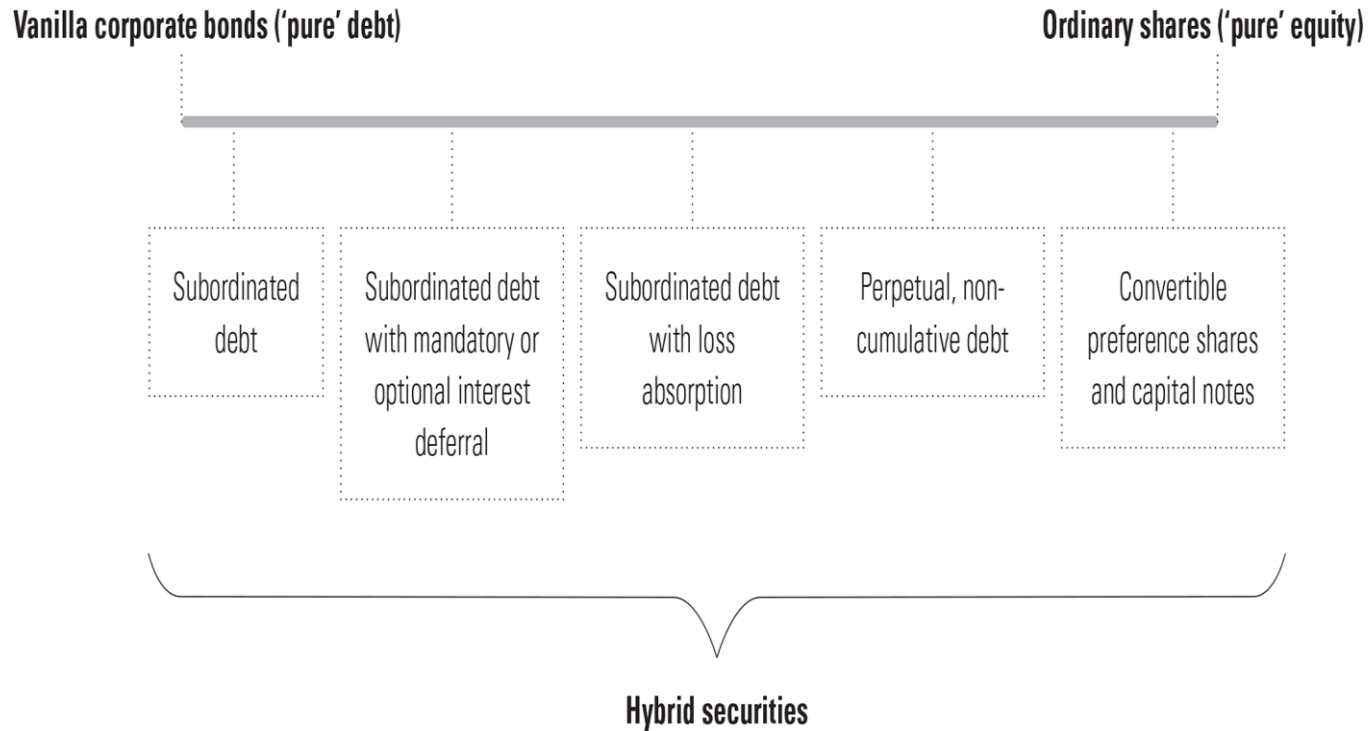 Vanilla corporate bonds (‘pure’ debt)
Ordinary shares (‘pure’ equity)
Subordinated
debt
Subordinated debt
with mandatory or
optional interest
deferral
Subordinated debt
with loss
absorption
Perpetual, non-
cumulative debt
Convertible
preference shares
and capital notes
Hybrid securities